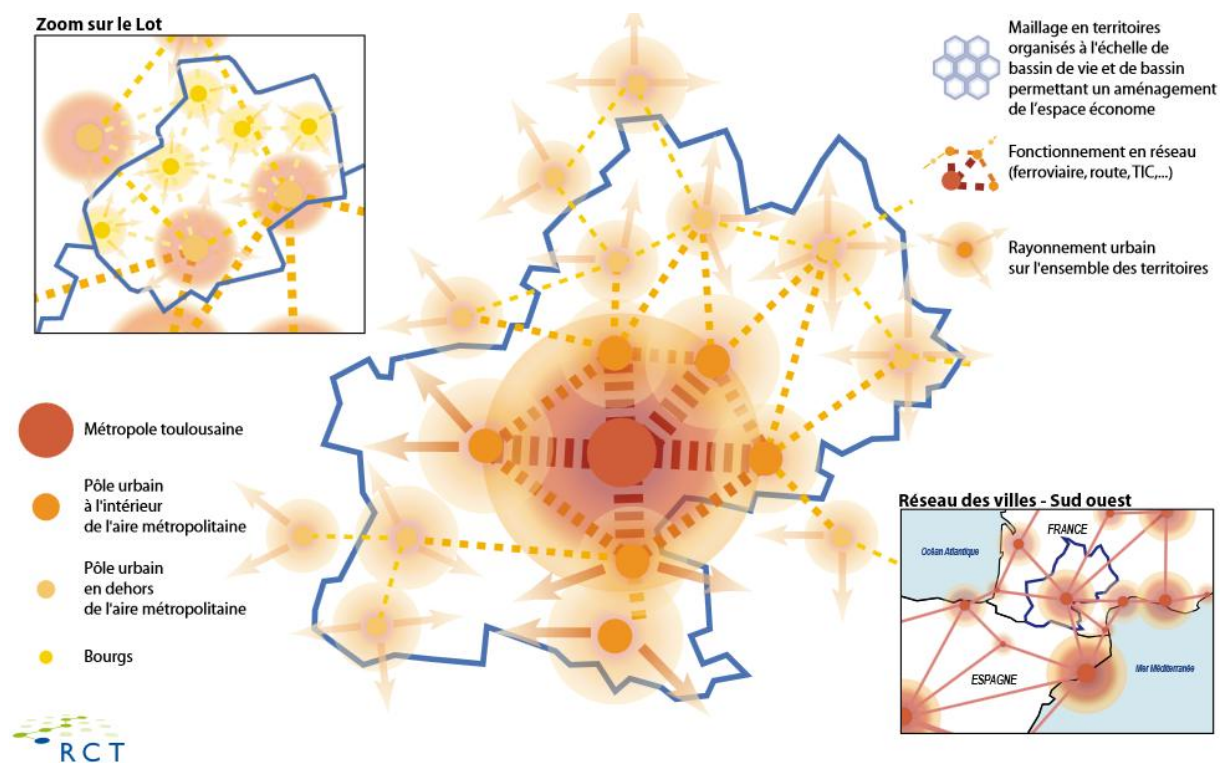 Zoom sur le Lot
Maillage en territoires
organisés à l'échelle de
bassin de vie et de bassin
permettant un aménagement
de l'espace économe
Fonctionnement en réseau
(ferroviaire, route, TIC,...)
Rayonnement urbain
sur l'ensemble des territoires
Métropole toulousaine
Pôle urbain
à l'intérieur
de l'aire métropolitaine
Pôle urbain
en dehors
de l'aire métropolitaine
Bourgs
Réseau des villes - Sud ouest
FRANCE
Océan Atlantique
ESPAGNE
Mer Méditerranée
RCT